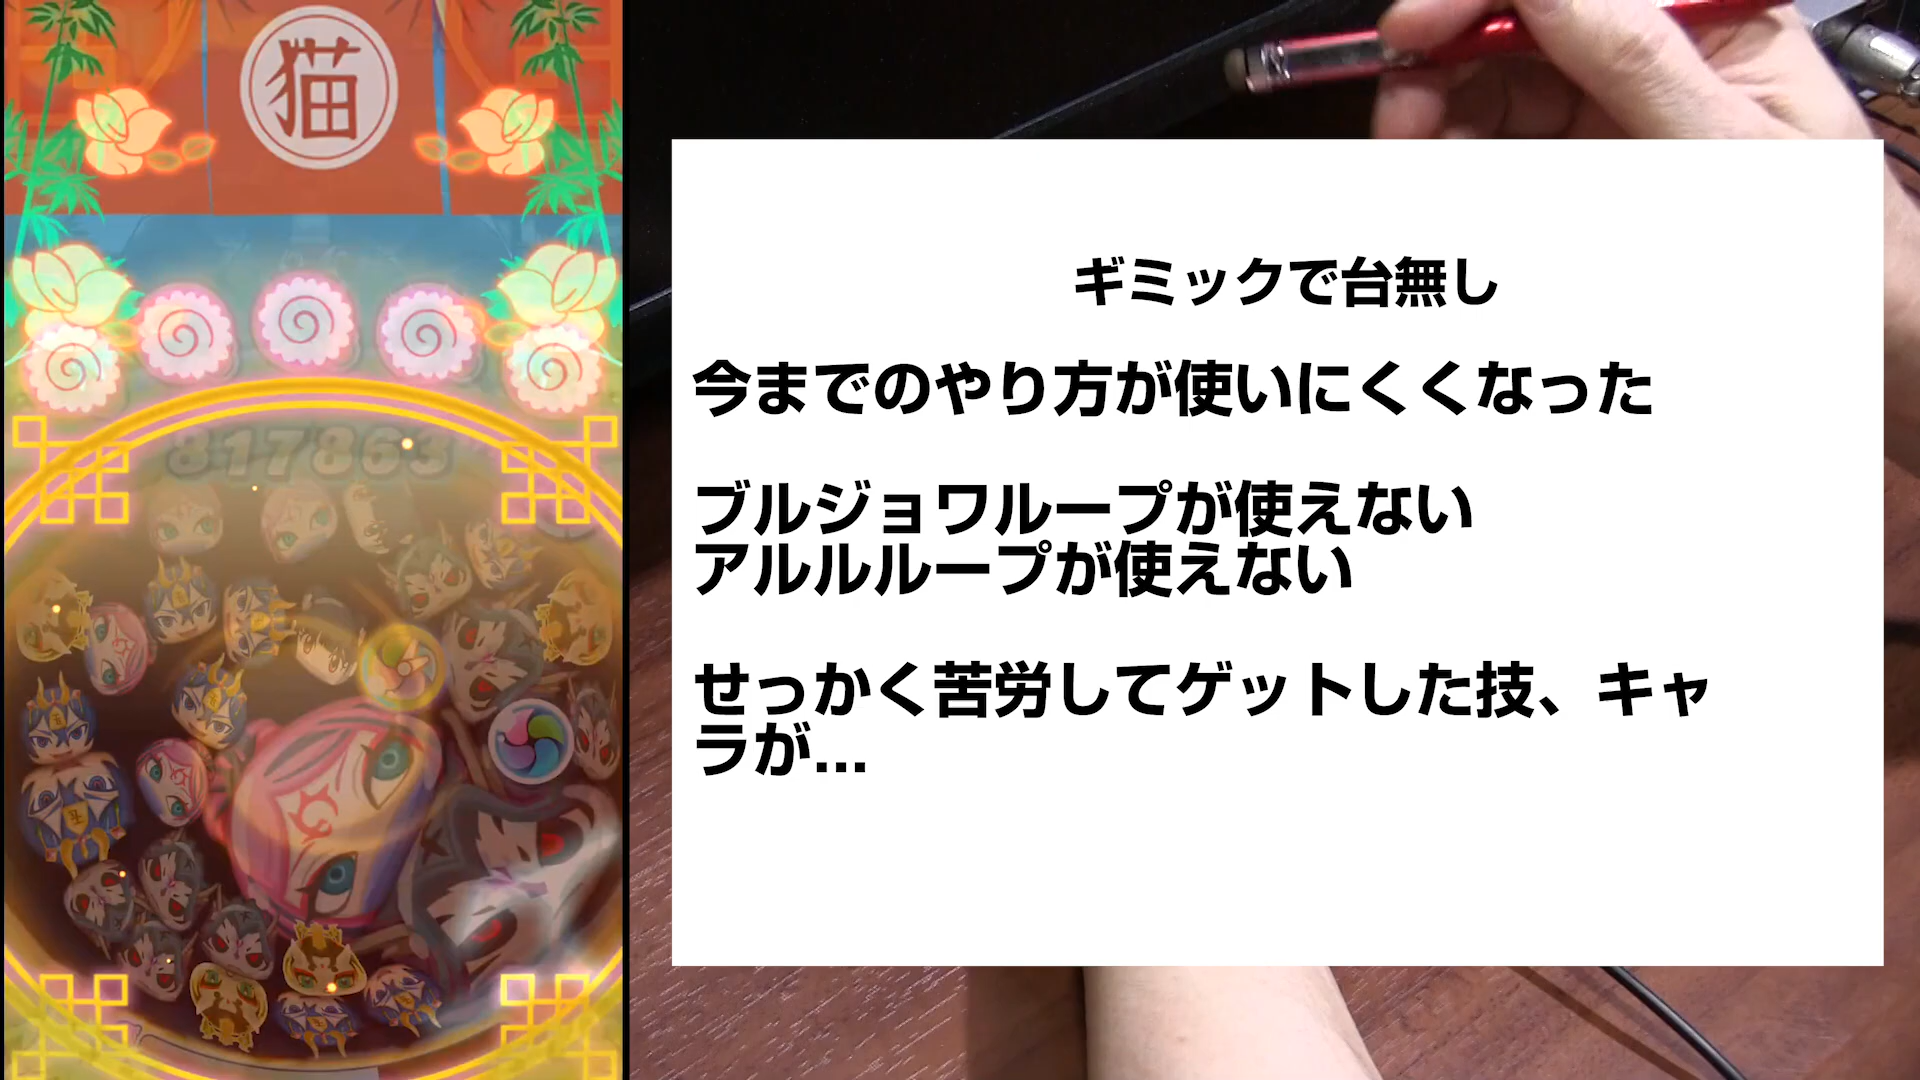 猫
817863
ギミックで台無し
今までのやり方が使いにくくなった
ブルジョワループが使えない
アルルループが使えない
せっかく苦労してゲットした技、キャ
ラが...